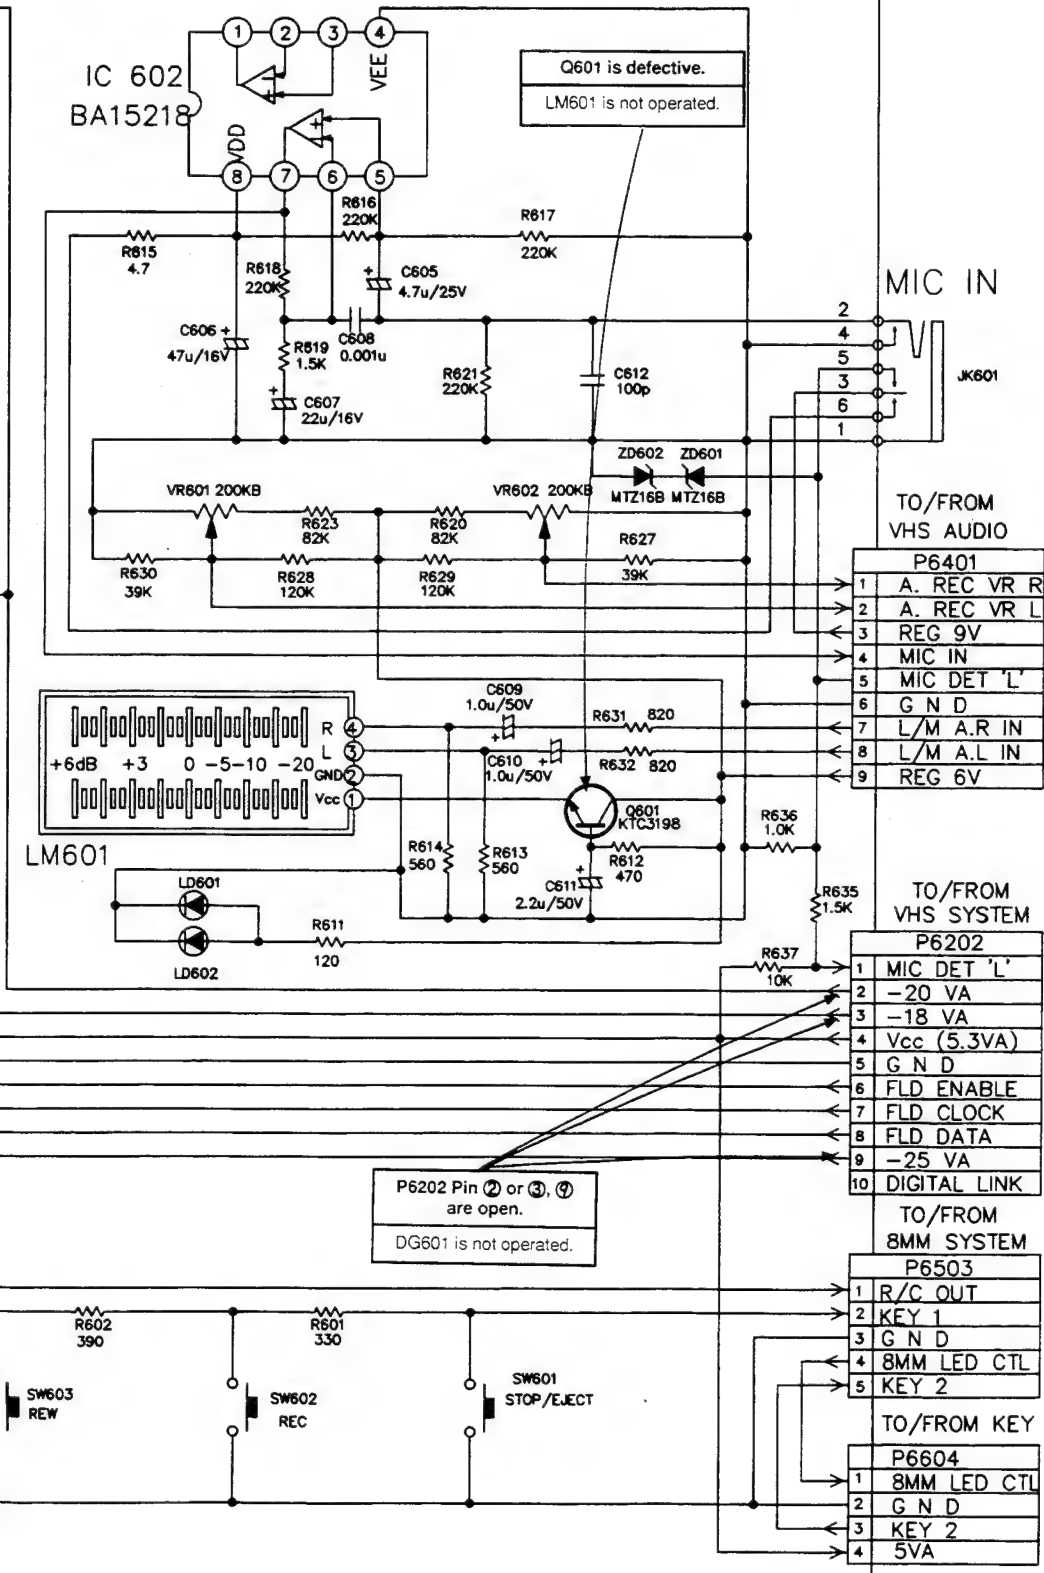 1 2 3 4
IC 602
BA15218
VEE
VDD
8 7 6 5
Q601 is defective.
LM601 is not operated.
R615
4.7
R616
220K
R617
220K
R618
220K
C605
4.7u/25V
C606
47u/16V
R619
1.5K
C608
0.001u
C607
22u/16V
R621
220K
C612
100p
MIC IN
2
4
5
3
6
1
JK601
ZD602 ZD601
MTZ16B MTZ16B
VR601 200KB
VR602 200KB
R623
82K
R620
82K
R630
39K
R628
120K
R629
120K
R627
39K
TO/FROM
VHS AUDIO
P6401
1 A. REC VR R
2 A. REC VR L
3 REG 9V
4 MIC IN
5 MIC DET 'L'
6 G N D
7 L/M A.R IN
8 L/M A.L IN
9 REG 6V
C609
1.0u/50V
R631 820
C610
1.0u/50V
R632 820
R 4
L 3
GND 2
Vcc 1
+6dB +3 0 -5 -10 -20
LM601
Q601
KTC3198
R614
560
R613
560
R612
470
C611
2.2u/50V
R636
1.0K
R635
1.5K
R637
10K
LD601
LD602
R611
120
TO/FROM
VHS SYSTEM
P6202
1 MIC DET 'L'
2 -20 VA
3 -18 VA
4 Vcc (5.3VA)
5 G N D
6 FLD ENABLE
7 FLD CLOCK
8 FLD DATA
9 -25 VA
10 DIGITAL LINK
P6202 Pin ② or ③, ⑨
are open.
DG601 is not operated.
TO/FROM
8MM SYSTEM
P6503
1 R/C OUT
2 KEY 1
3 G N D
4 8MM LED CTL
5 KEY 2
R602
390
R601
330
SW603
REW
SW602
REC
SW601
STOP/EJECT
TO/FROM KEY
P6604
1 8MM LED CTL
2 G N D
3 KEY 2
4 5VA